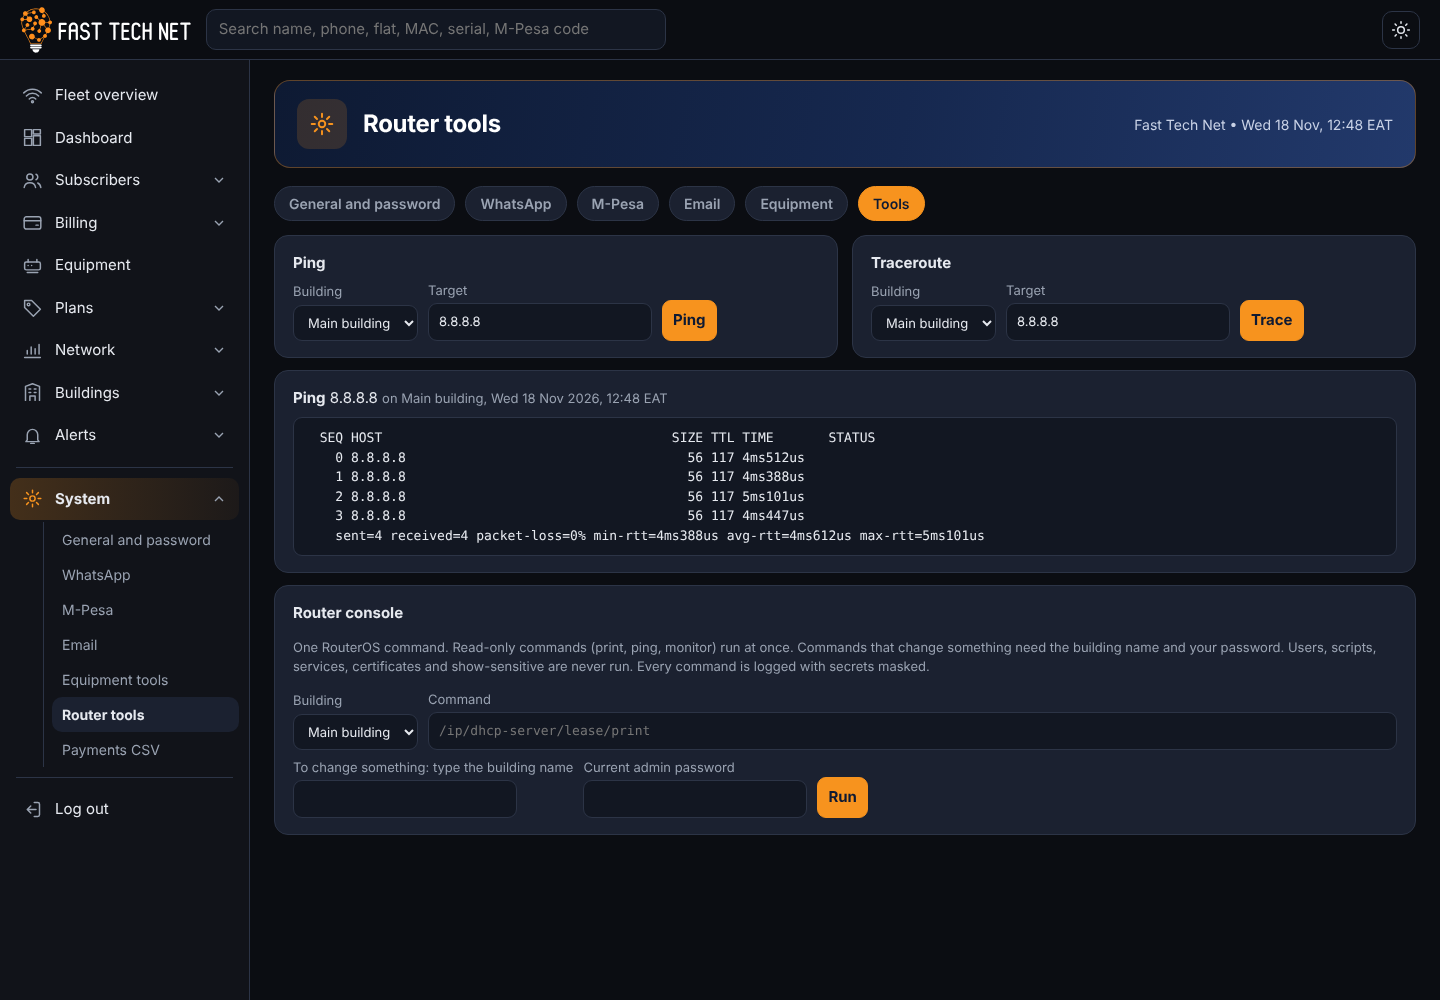 FAST TECH NET
Search name, phone, flat, MAC, serial, M-Pesa code
Fleet overview
Dashboard
Subscribers
Billing
Equipment
Plans
Network
Buildings
Alerts
System
General and password
WhatsApp
M-Pesa
Email
Equipment tools
Router tools
Payments CSV
Log out
Router tools
Fast Tech Net • Wed 18 Nov, 12:48 EAT
General and password WhatsApp M-Pesa Email Equipment Tools
Ping
Building Target
Main building 8.8.8.8 Ping
Traceroute
Building Target
Main building 8.8.8.8 Trace
Ping 8.8.8.8 on Main building, Wed 18 Nov 2026, 12:48 EAT
SEQ HOST SIZE TTL TIME STATUS
0 8.8.8.8 56 117 4ms512us
1 8.8.8.8 56 117 4ms388us
2 8.8.8.8 56 117 5ms101us
3 8.8.8.8 56 117 4ms447us
sent=4 received=4 packet-loss=0% min-rtt=4ms388us avg-rtt=4ms612us max-rtt=5ms101us
Router console
One RouterOS command. Read-only commands (print, ping, monitor) run at once. Commands that change something need the building name and your password. Users, scripts,
services, certificates and show-sensitive are never run. Every command is logged with secrets masked.
Building Command
Main building /ip/dhcp-server/lease/print
To change something: type the building name Current admin password
Run